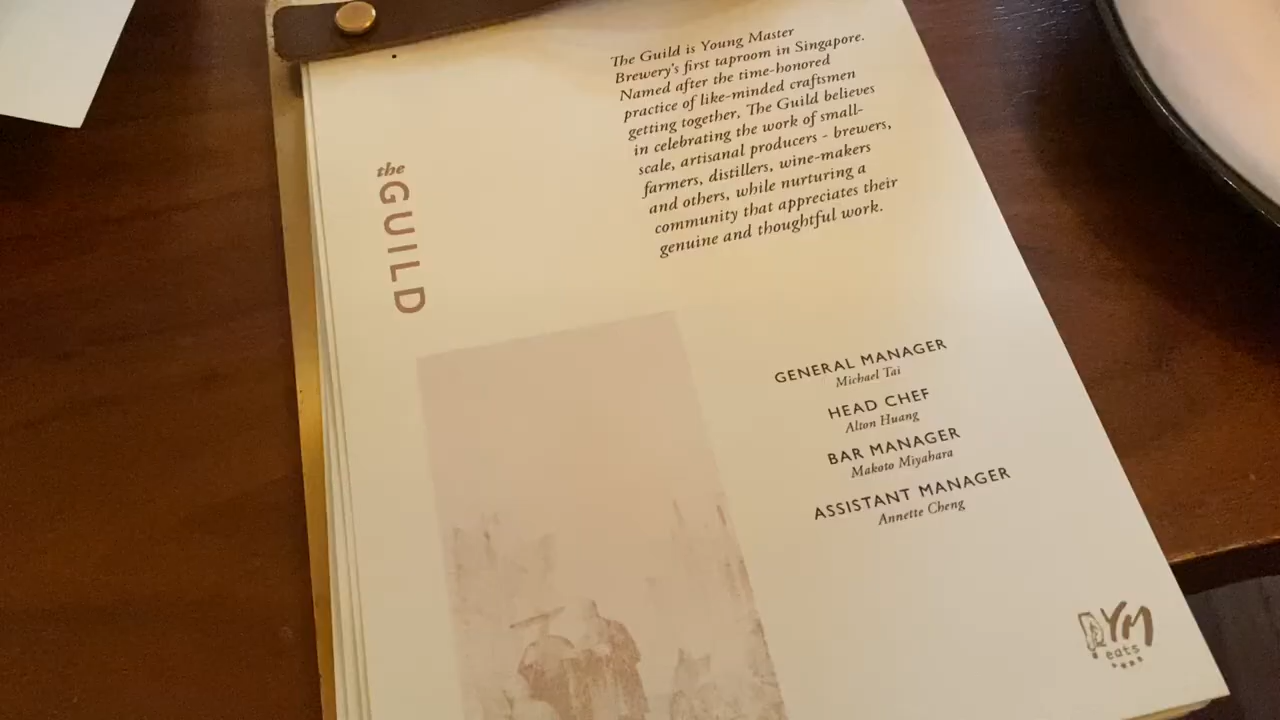 The Guild is Young Master
Brewery's first taproom in Singapore.
Named after the time-honored
practice of like-minded craftsmen
getting together, The Guild believes
in celebrating the work of small-
scale, artisanal producers - brewers,
farmers, distillers, wine-makers
and others, while nurturing a
community that appreciates their
genuine and thoughtful work.
the
GUILD
GENERAL MANAGER
Michael Tai
HEAD CHEF
Alton Huang
BAR MANAGER
Makoto Miyahara
ASSISTANT MANAGER
Annette Cheng
YM
eats